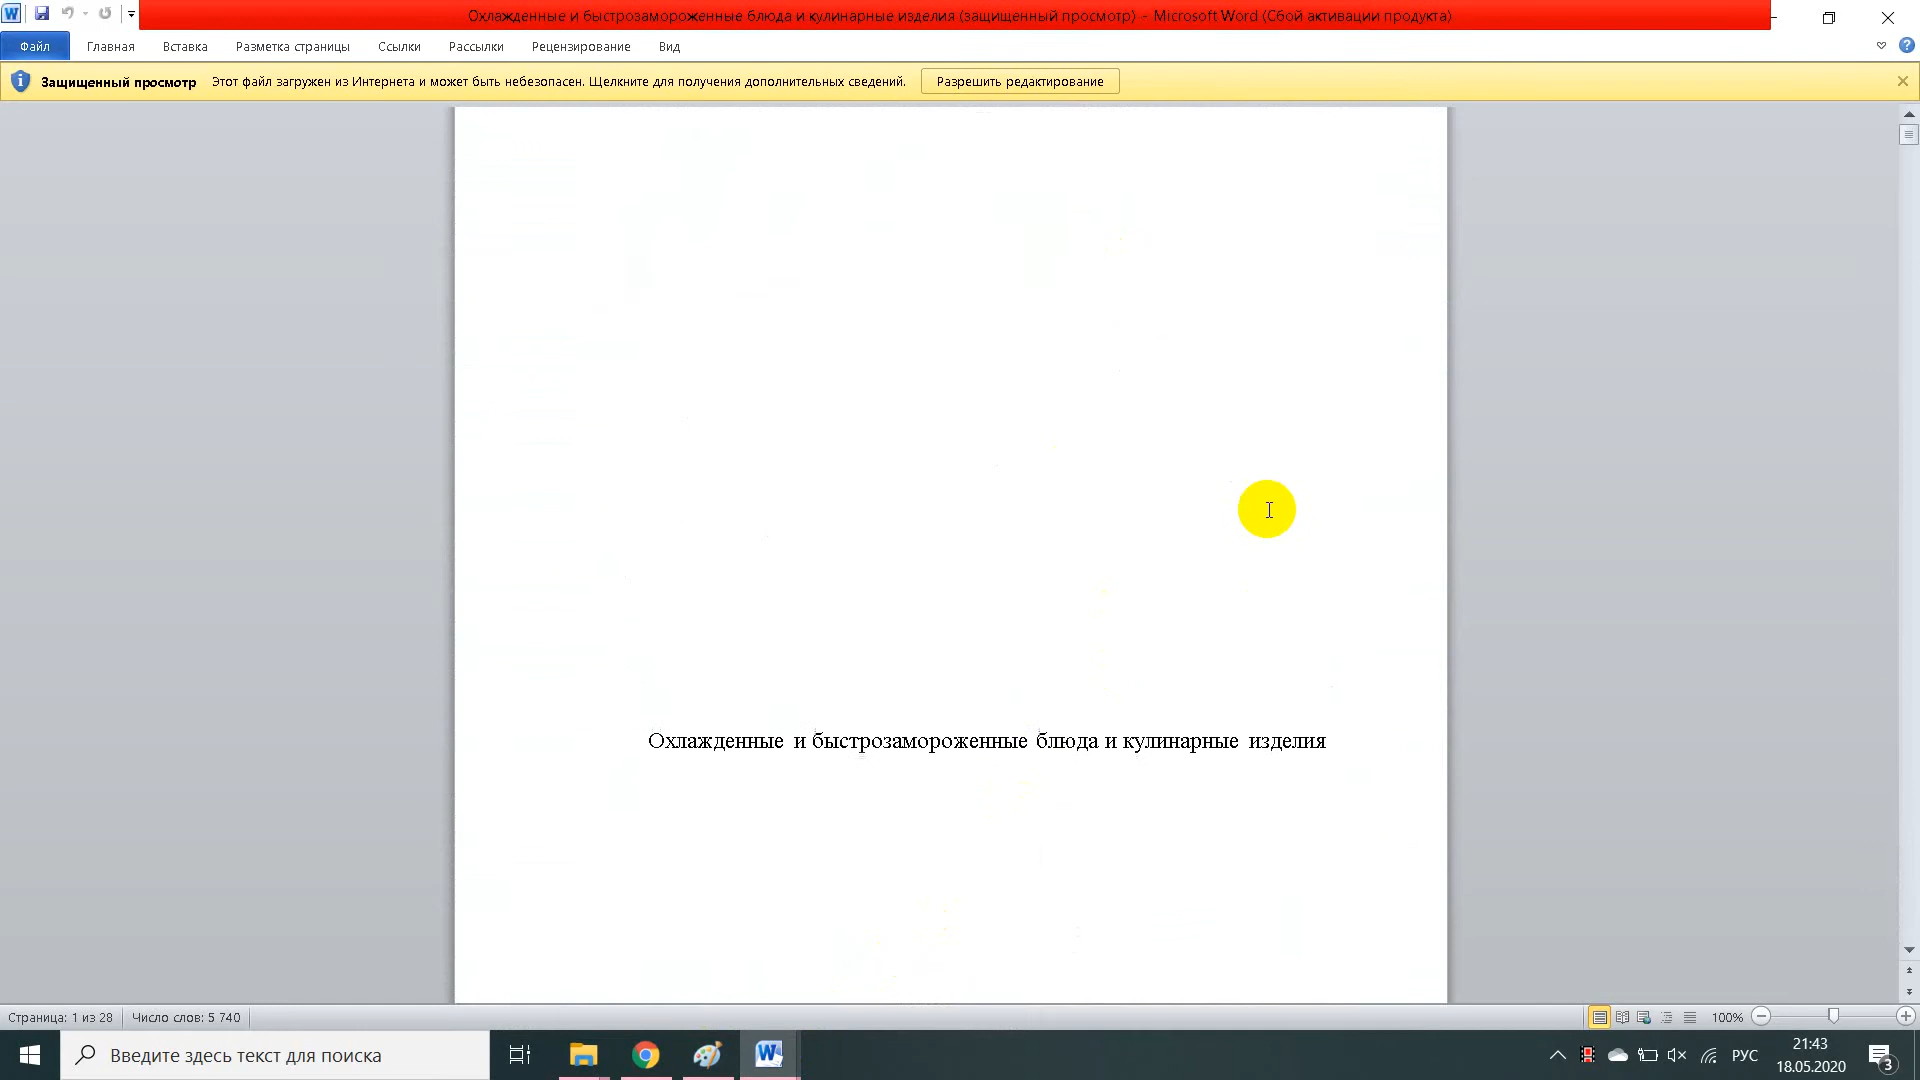 Охлажденные и быстрозамороженные блюда и кулинарные изделия (защищенный просмотр) - Microsoft Word (Сбой активации продукта)
Файл Главная Вставка Разметка страницы Ссылки Рассылки Рецензирование Вид
Защищенный просмотр Этот файл загружен из Интернета и может быть небезопасен. Щелкните для получения дополнительных сведений. Разрешить редактирование
Охлажденные и быстрозамороженные блюда и кулинарные изделия
Страница: 1 из 28 Число слов: 5 740 100%
Введите здесь текст для поиска
РУС
21:43
18.05.2020
3